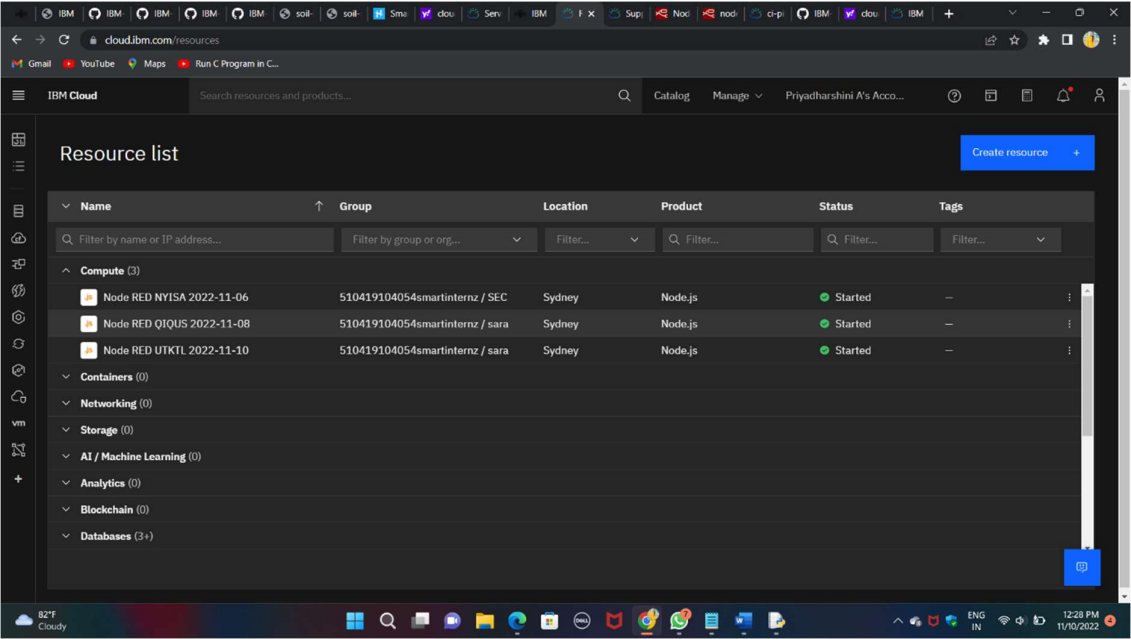 IBM IBM- IBM- IBM- IBM- soil- soil- Sma clou Serv IBM F Sup Nod node ci-pi IBM- clou IBM
cloud.ibm.com/resources
Gmail YouTube Maps Run C Program in C...
IBM Cloud Search resources and products... Catalog Manage Priyadharshini A's Acco...
Resource list Create resource +
Name Group Location Product Status Tags
Filter by name or IP address... Filter by group or org... Filter... Filter... Filter... Filter...
Compute (3)
Node RED NYISA 2022-11-06 510419104054smartinternz / SEC Sydney Node.js Started –
Node RED QIQUS 2022-11-08 510419104054smartinternz / sara Sydney Node.js Started –
Node RED UTKTL 2022-11-10 510419104054smartinternz / sara Sydney Node.js Started –
Containers (0)
Networking (0)
vm
Storage (0)
AI / Machine Learning (0)
Analytics (0)
Blockchain (0)
Databases (3+)
82°F
Cloudy
ENG
IN
12:28 PM
11/10/2022
4